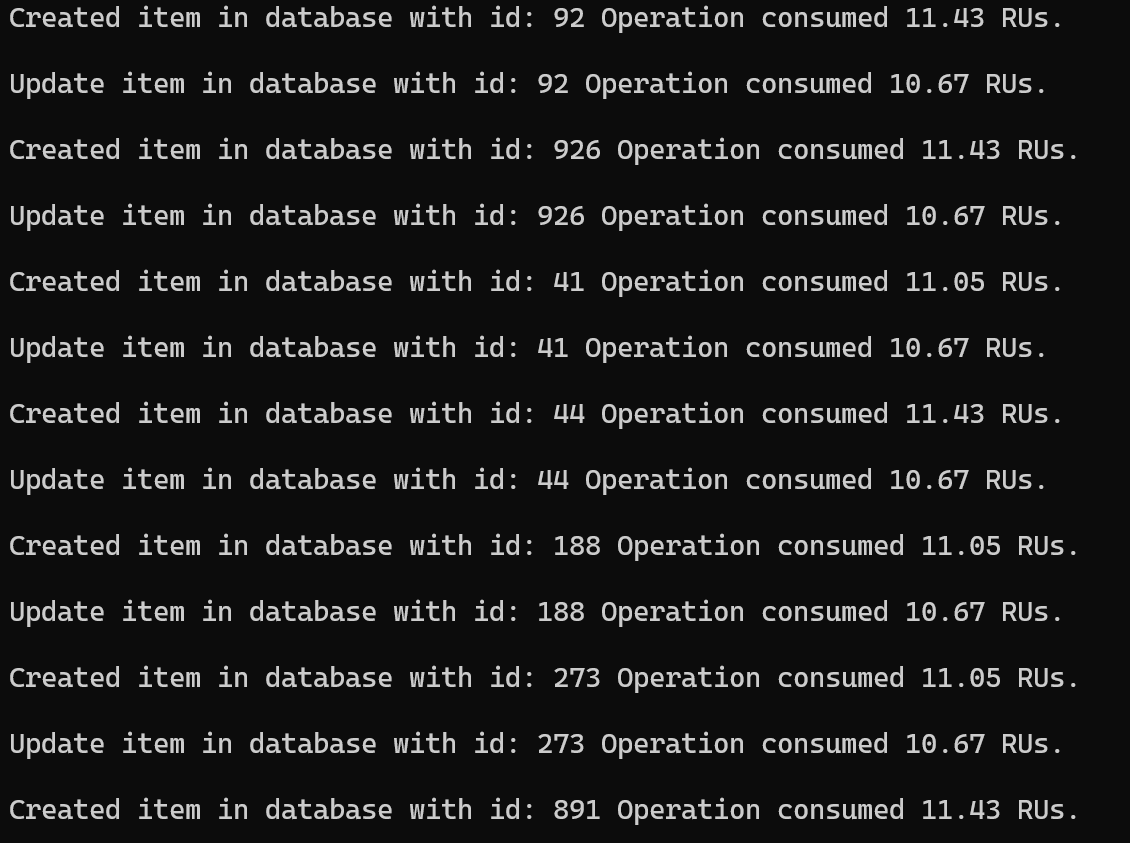 Created item in database with id: 92 Operation consumed 11.43 RUs.
Update item in database with id: 92 Operation consumed 10.67 RUs.
Created item in database with id: 926 Operation consumed 11.43 RUs.
Update item in database with id: 926 Operation consumed 10.67 RUs.
Created item in database with id: 41 Operation consumed 11.05 RUs.
Update item in database with id: 41 Operation consumed 10.67 RUs.
Created item in database with id: 44 Operation consumed 11.43 RUs.
Update item in database with id: 44 Operation consumed 10.67 RUs.
Created item in database with id: 188 Operation consumed 11.05 RUs.
Update item in database with id: 188 Operation consumed 10.67 RUs.
Created item in database with id: 273 Operation consumed 11.05 RUs.
Update item in database with id: 273 Operation consumed 10.67 RUs.
Created item in database with id: 891 Operation consumed 11.43 RUs.